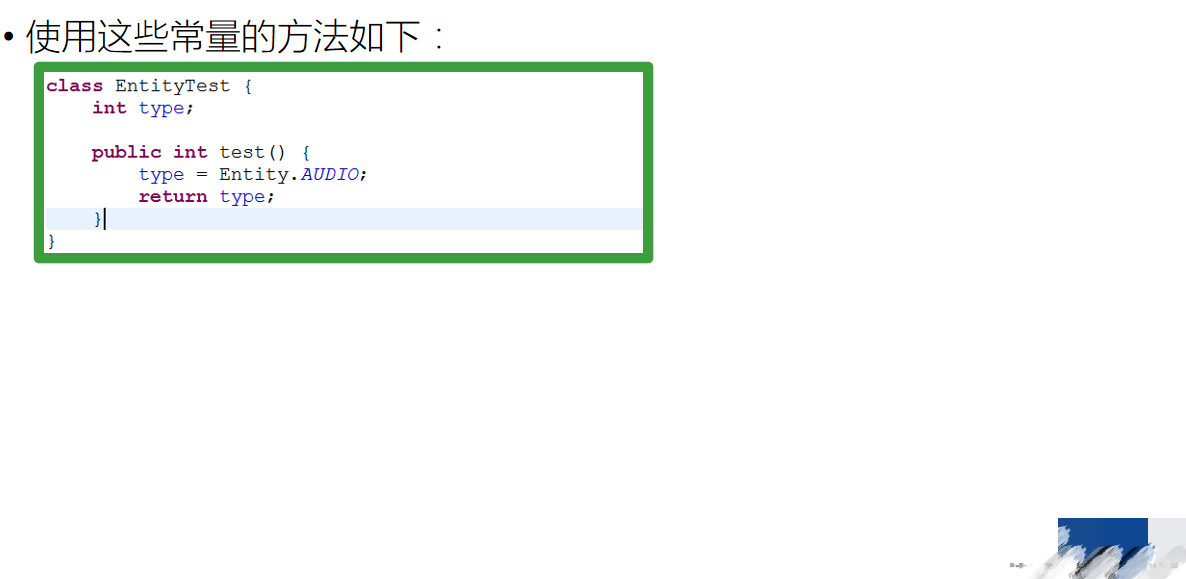 • 使用这些常量的方法如下：
class EntityTest {
    int type;
    public int test() {
        type = Entity.AUDIO;
        return type;
    }
}